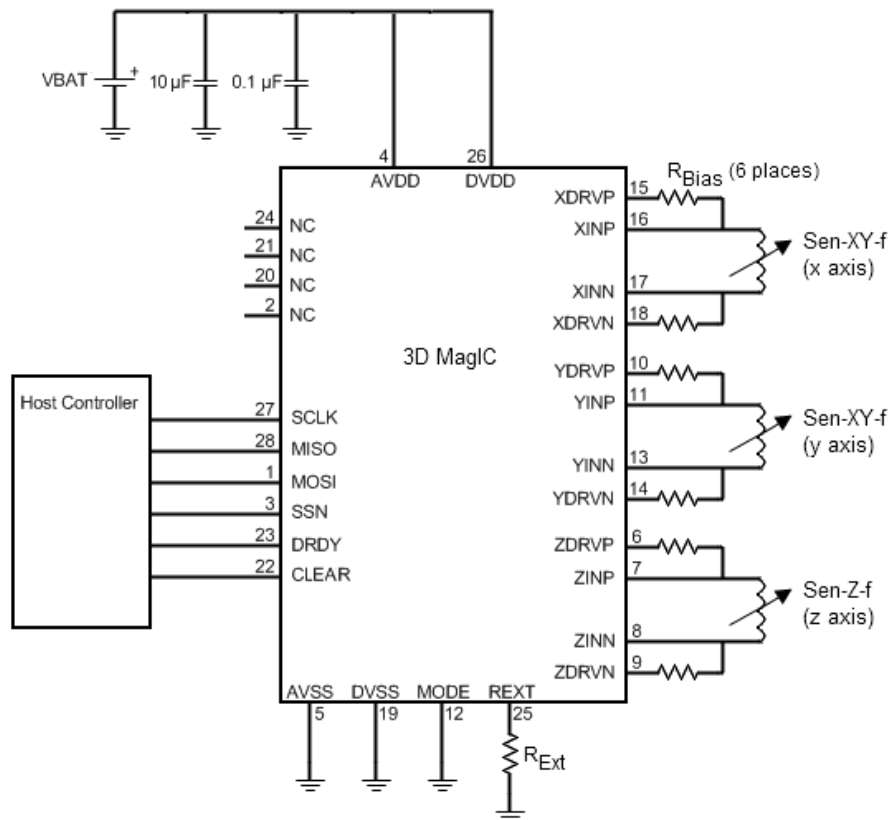 VBAT
+
10 µF
0.1 µF
4
26
AVDD
DVDD
24
NC
21
NC
20
NC
2
NC
3D MagIC
Host Controller
27
SCLK
28
MISO
1
MOSI
3
SSN
23
DRDY
22
CLEAR
XDRVP
15
RBias (6 places)
XINP
16
Sen-XY-f
(x axis)
XINN
17
XDRVN
18
YDRVP
10
YINP
11
Sen-XY-f
(y axis)
YINN
13
YDRVN
14
ZDRVP
6
ZINP
7
Sen-Z-f
(z axis)
ZINN
8
ZDRVN
9
AVSS
DVSS
MODE
REXT
5
19
12
25
RExt